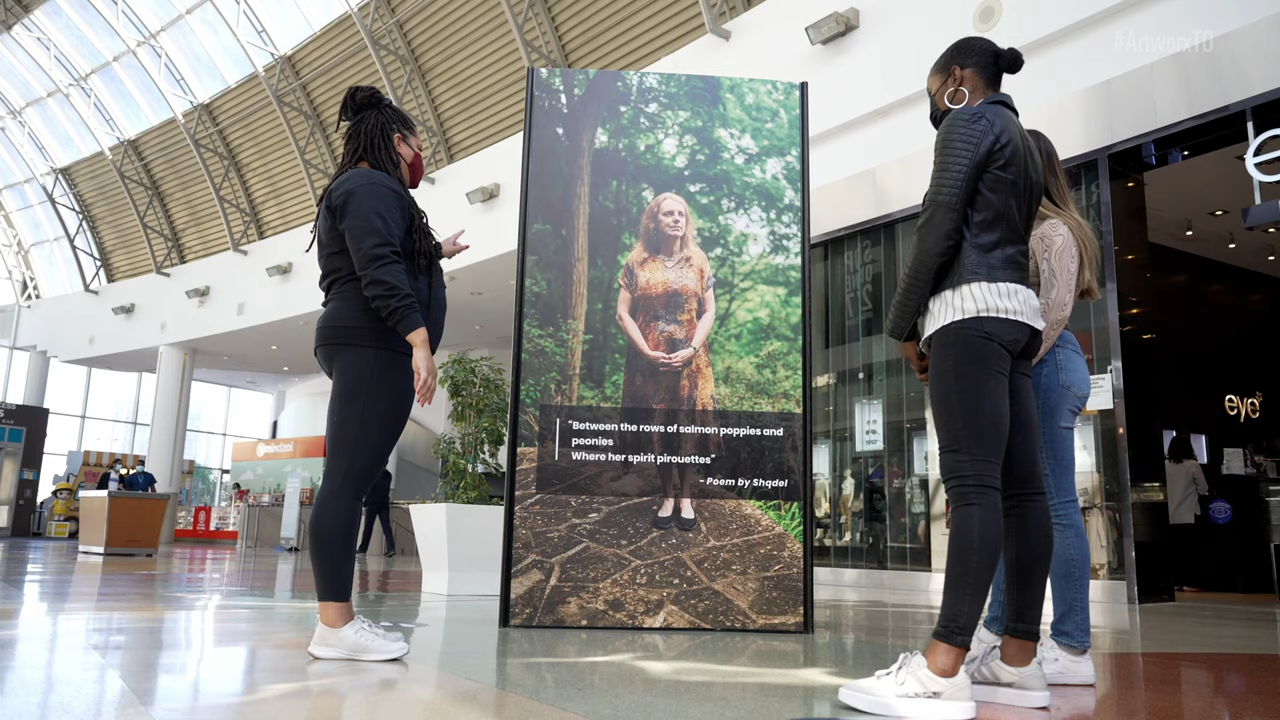 #ArtworxTO
“Between the rows of salmon poppies and
peonies
Where her spirit pirouettes”
- Poem by Shqdel
eye